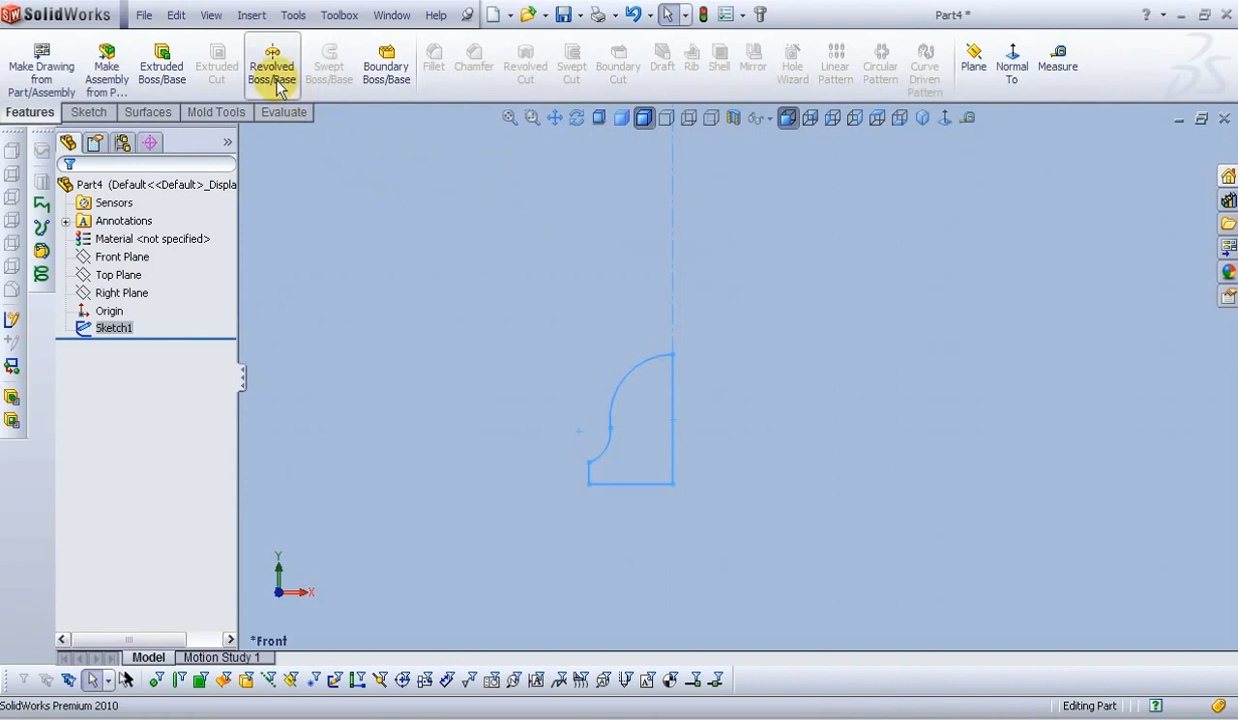 SolidWorks File Edit View Insert Tools Toolbox Window Help Part4 *
Make Drawing from Part/Assembly
Make Assembly from P...
Extruded Boss/Base
Extruded Cut
Revolved Boss/Base
Swept Boss/Base
Boundary Boss/Base
Fillet
Chamfer
Revolved Cut
Swept Cut
Boundary Cut
Draft
Rib
Shell
Mirror
Hole Wizard
Linear Pattern
Circular Pattern
Curve Driven Pattern
Plane
Normal To
Measure
Features Sketch Surfaces Mold Tools Evaluate
Part4 (Default<<Default>_Displa
Sensors
Annotations
Material <not specified>
Front Plane
Top Plane
Right Plane
Origin
Sketch1
Y
X
*Front
Model Motion Study 1
SolidWorks Premium 2010 Editing Part